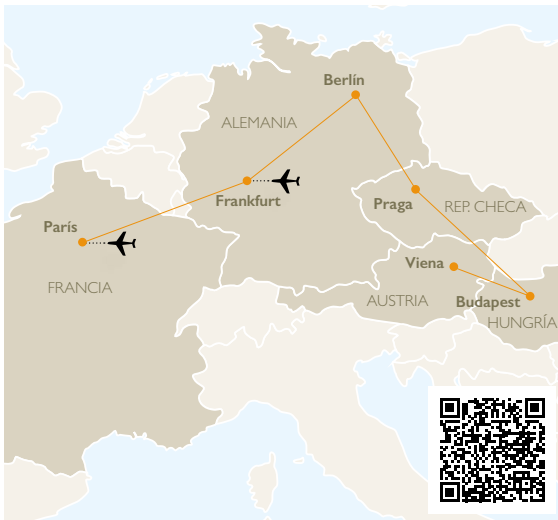 Berlín
ALEMANIA
Frankfurt
Praga
REP. CHECA
París
FRANCIA
Viena
AUSTRIA
Budapest
HUNGRÍA